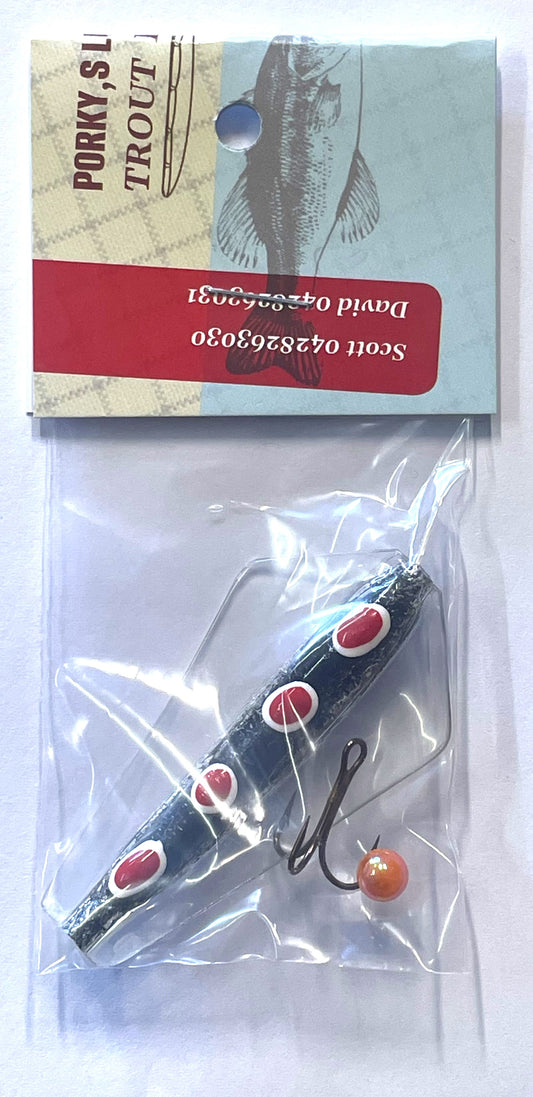 PORKY,S L
TROUT
Scott 0428263030
David 0428263031